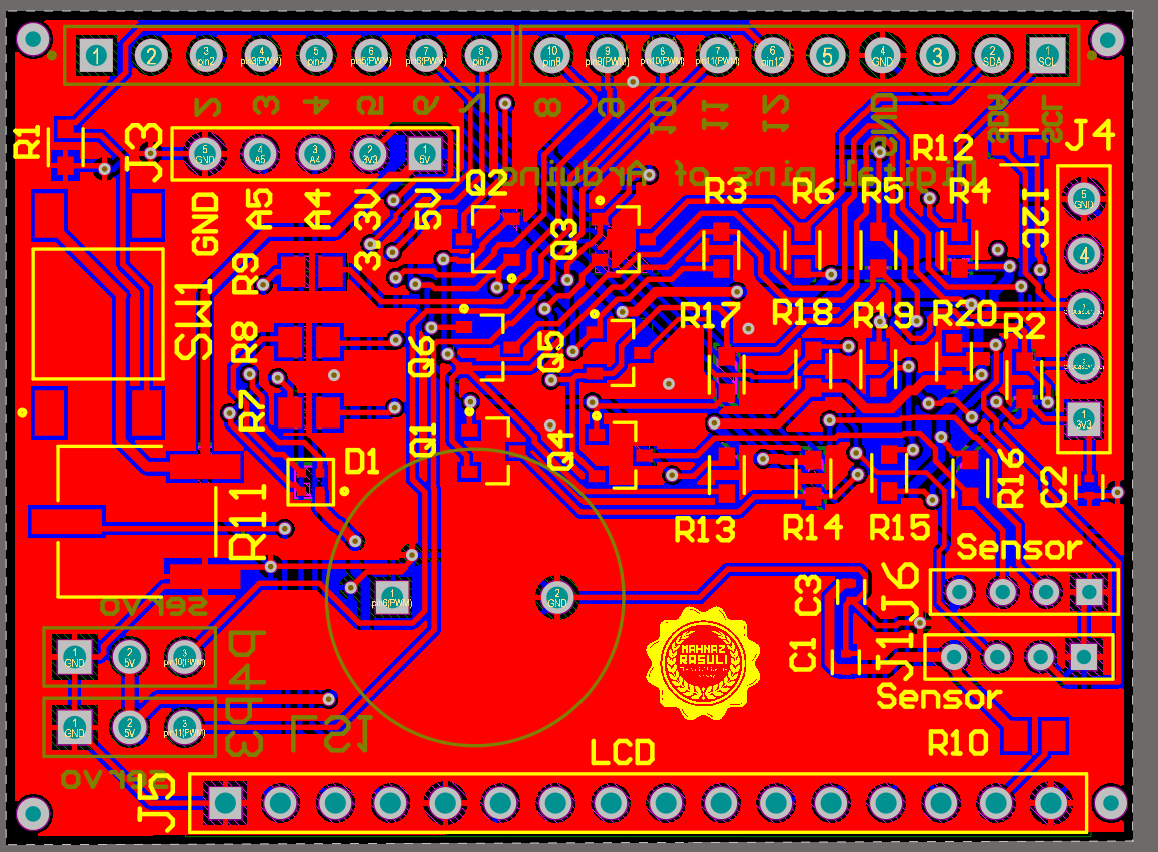 1 2 3 pin2 4 pin3(PWM) 5 pin4 6 pin5(PWM) 7 pin6(PWM) 8 pin7
10 pin8 9 pin9(PWM) 8 pin10(PWM) 7 pin11(PWM) 6 pin12 5 4 GND 3 2 SDA 1 SCL
2 3 4 5 6 7 8 9 10 11 12 GND SDA SCL
R1
J3
5 GND 4 A5 3 A4 2 3V3 1 5V
R12
J4
Digital pins of Arduino
GND A5 A4 3V3 5V
Q2
Q3
R3 R6 R5 R4
I2C
5 GND
4
R9
SW1
R17 R18 R19 R20 R2
R8
Q6
Q5
R7
1 3V3
Q1
Q4
D1
R16
C2
R11
R13 R14 R15
Sensor
1 pin6(PWM)
2 GND
C3
J6
servo
MAHNAZ
RASULI
C1
J1
1 GND 2 5V 3 pin10(PWM)
P4
Sensor
1 GND 2 5V 3 pin11(PWM)
P3
LS1
R10
LCD
servo
J5